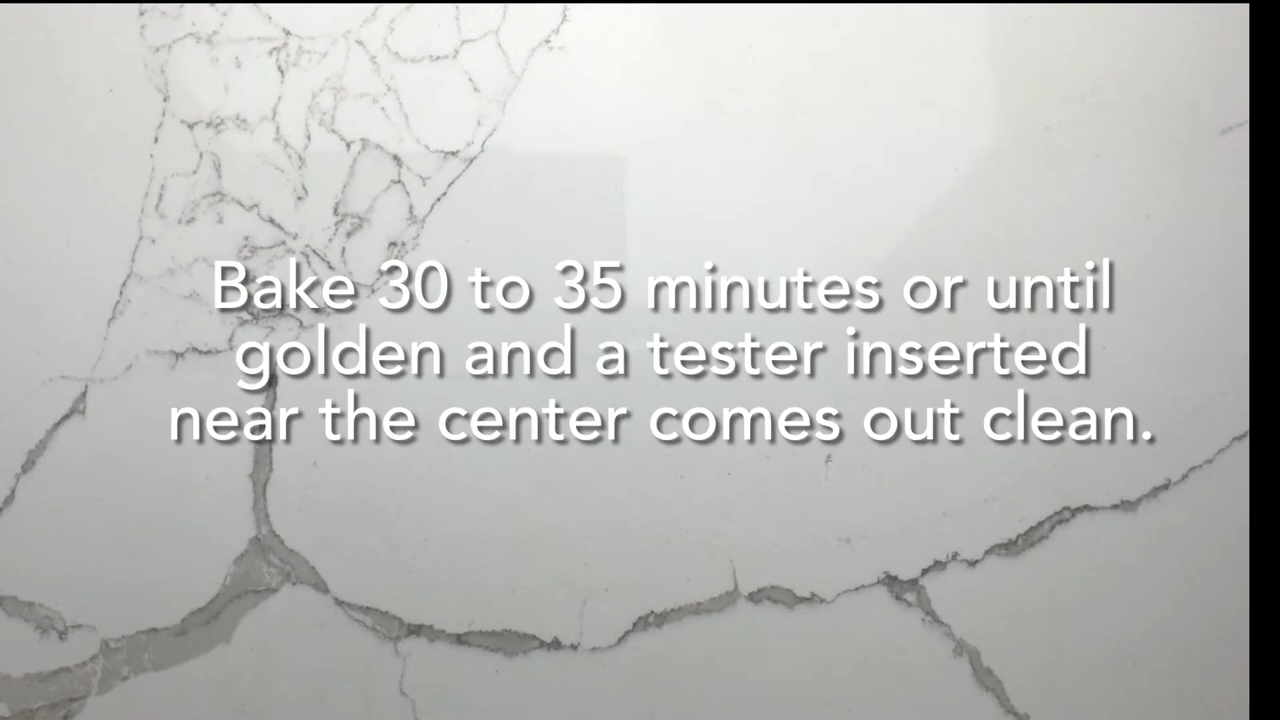 Bake 30 to 35 minutes or until
golden and a tester inserted
near the center comes out clean.